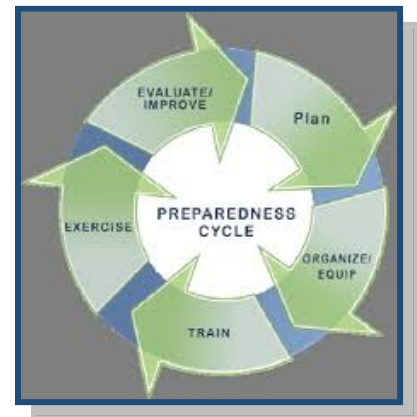 EVALUATE/
IMPROVE
Plan
PREPAREDNESS
CYCLE
EXERCISE
ORGANIZE/
EQUIP
TRAIN